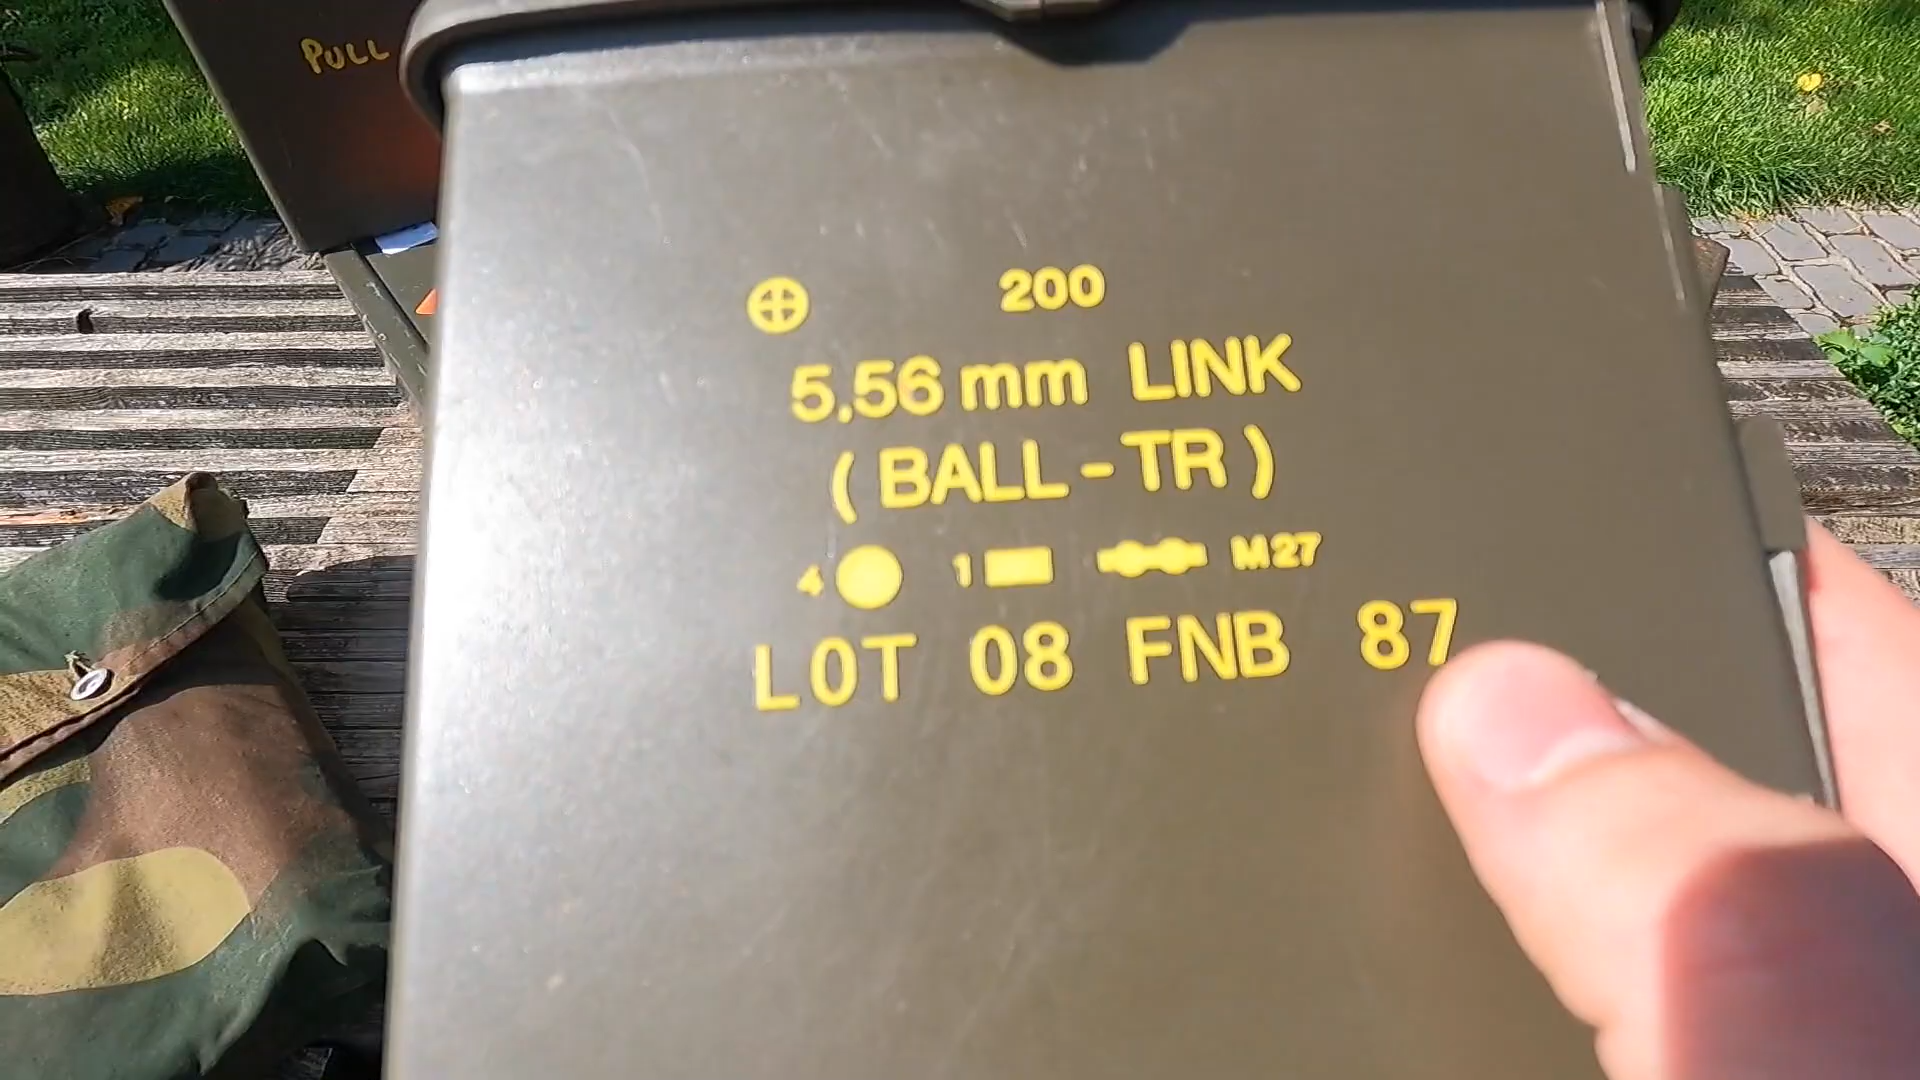 PULL
200
5,56 mm LINK
( BALL - TR )
4 1 M27
LOT 08 FNB 87